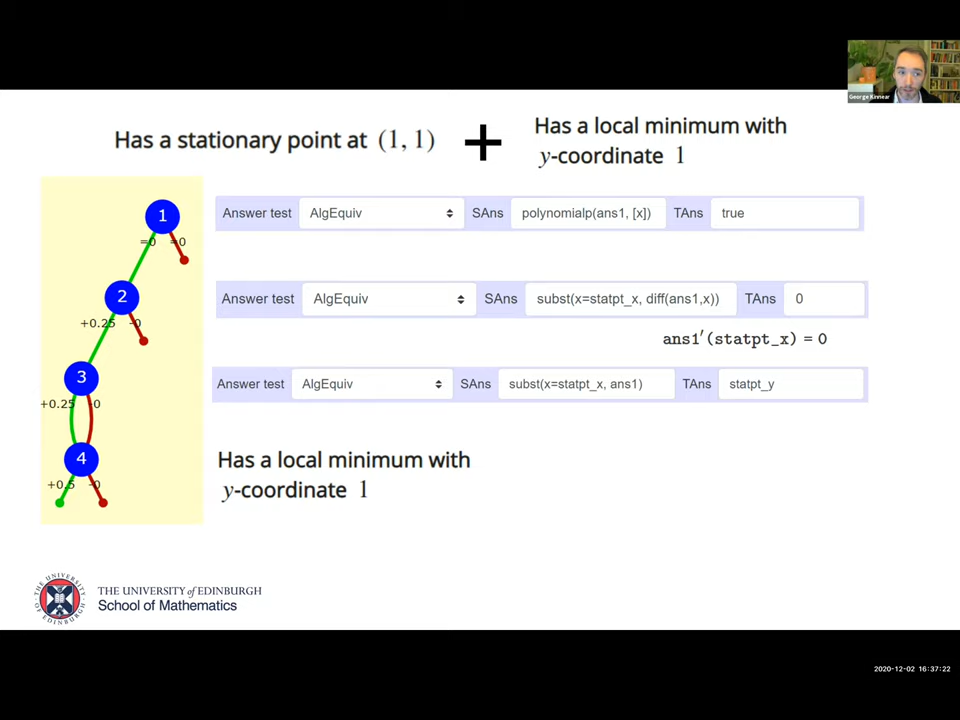 George Kinnear
Has a stationary point at (1, 1)
+
Has a local minimum with
y-coordinate 1
1
=0 =0
Answer test AlgEquiv SAns polynomialp(ans1, [x]) TAns true
2
+0.25 -0
Answer test AlgEquiv SAns subst(x=statpt_x, diff(ans1,x)) TAns 0
ans1′(statpt_x) = 0
3
+0.25 -0
Answer test AlgEquiv SAns subst(x=statpt_x, ans1) TAns statpt_y
4
+0.5 -0
Has a local minimum with
y-coordinate 1
THE UNIVERSITY of EDINBURGH
School of Mathematics
2020-12-02 16:37:22